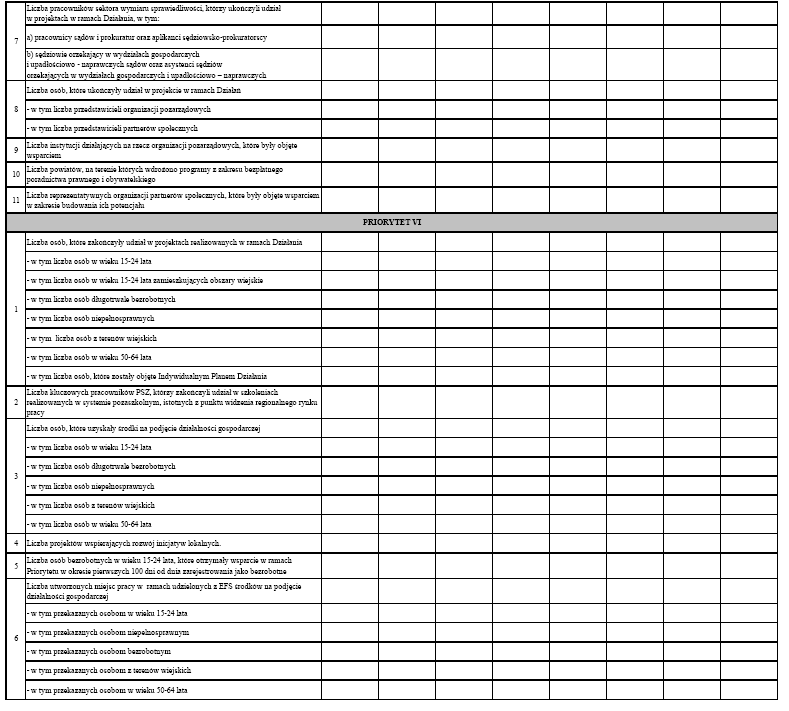 Liczba pracowników sektora wymiaru sprawiedliwości, którzy ukończyli udział
w projektach w ramach Działania, w tym:
7
a) pracownicy sądów i prokuratur oraz aplikanci sędziowsko-prokuratorscy
b) sędziowie orzekający w wydziałach gospodarczych
i upadłościowo - naprawczych sądów oraz asystenci sędziów
orzekających w wydziałach gospodarczych i upadłościowo – naprawczych
Liczba osób, które ukończyły udział w projekcie w ramach Działań
8
- w tym liczba przedstawicieli organizacji pozarządowych
- w tym liczba przedstawicieli partnerów społecznych
9
Liczba instytucji działających na rzecz organizacji pozarządowych, które były objęte
wsparciem
10
Liczba powiatów, na terenie których wdrożono programy z zakresu bezpłatnego
poradnictwa prawnego i obywatelskiego
11
Liczba reprezentatywnych organizacji partnerów społecznych, które były objęte wsparciem
w zakresie budowania ich potencjału
PRIORYTET VI
Liczba osób, które zakończyły udział w projektach realizowanych w ramach Działania
- w tym liczba osób w wieku 15-24 lata
- w tym liczba osób w wieku 15-24 lata zamieszkujących obszary wiejskie
- w tym liczba osób długotrwale bezrobotnych
1
- w tym liczba osób niepełnosprawnych
- w tym liczba osób z terenów wiejskich
- w tym liczba osób w wieku 50-64 lata
- w tym liczba osób, które zostały objęte Indywidualnym Planem Działania
2
Liczba kluczowych pracowników PSZ, którzy zakończyli udział w szkoleniach
realizowanych w systemie pozaszkolnym, istotnych z punktu widzenia regionalnego rynku
pracy
Liczba osób, które uzyskały środki na podjęcie działalności gospodarczej
- w tym liczba osób w wieku 15-24 lata
- w tym liczba osób długotrwale bezrobotnych
3
- w tym liczba osób niepełnosprawnych
- w tym liczba osób z terenów wiejskich
- w tym liczba osób w wieku 50-64 lata
4
Liczba projektów wspierających rozwój inicjatyw lokalnych.
5
Liczba osób bezrobotnych w wieku 15-24 lata, które otrzymały wsparcie w ramach
Priorytetu w okresie pierwszych 100 dni od dnia zarejestrowania jako bezrobotne
Liczba utworzonych miejsc pracy w ramach udzielonych z EFS środków na podjęcie
działalności gospodarczej
- w tym przekazanych osobom w wieku 15-24 lata
- w tym przekazanych osobom niepełnosprawnym
6
- w tym przekazanych osobom bezrobotnym
- w tym przekazanych osobom z terenów wiejskich
- w tym przekazanych osobom w wieku 50-64 lata